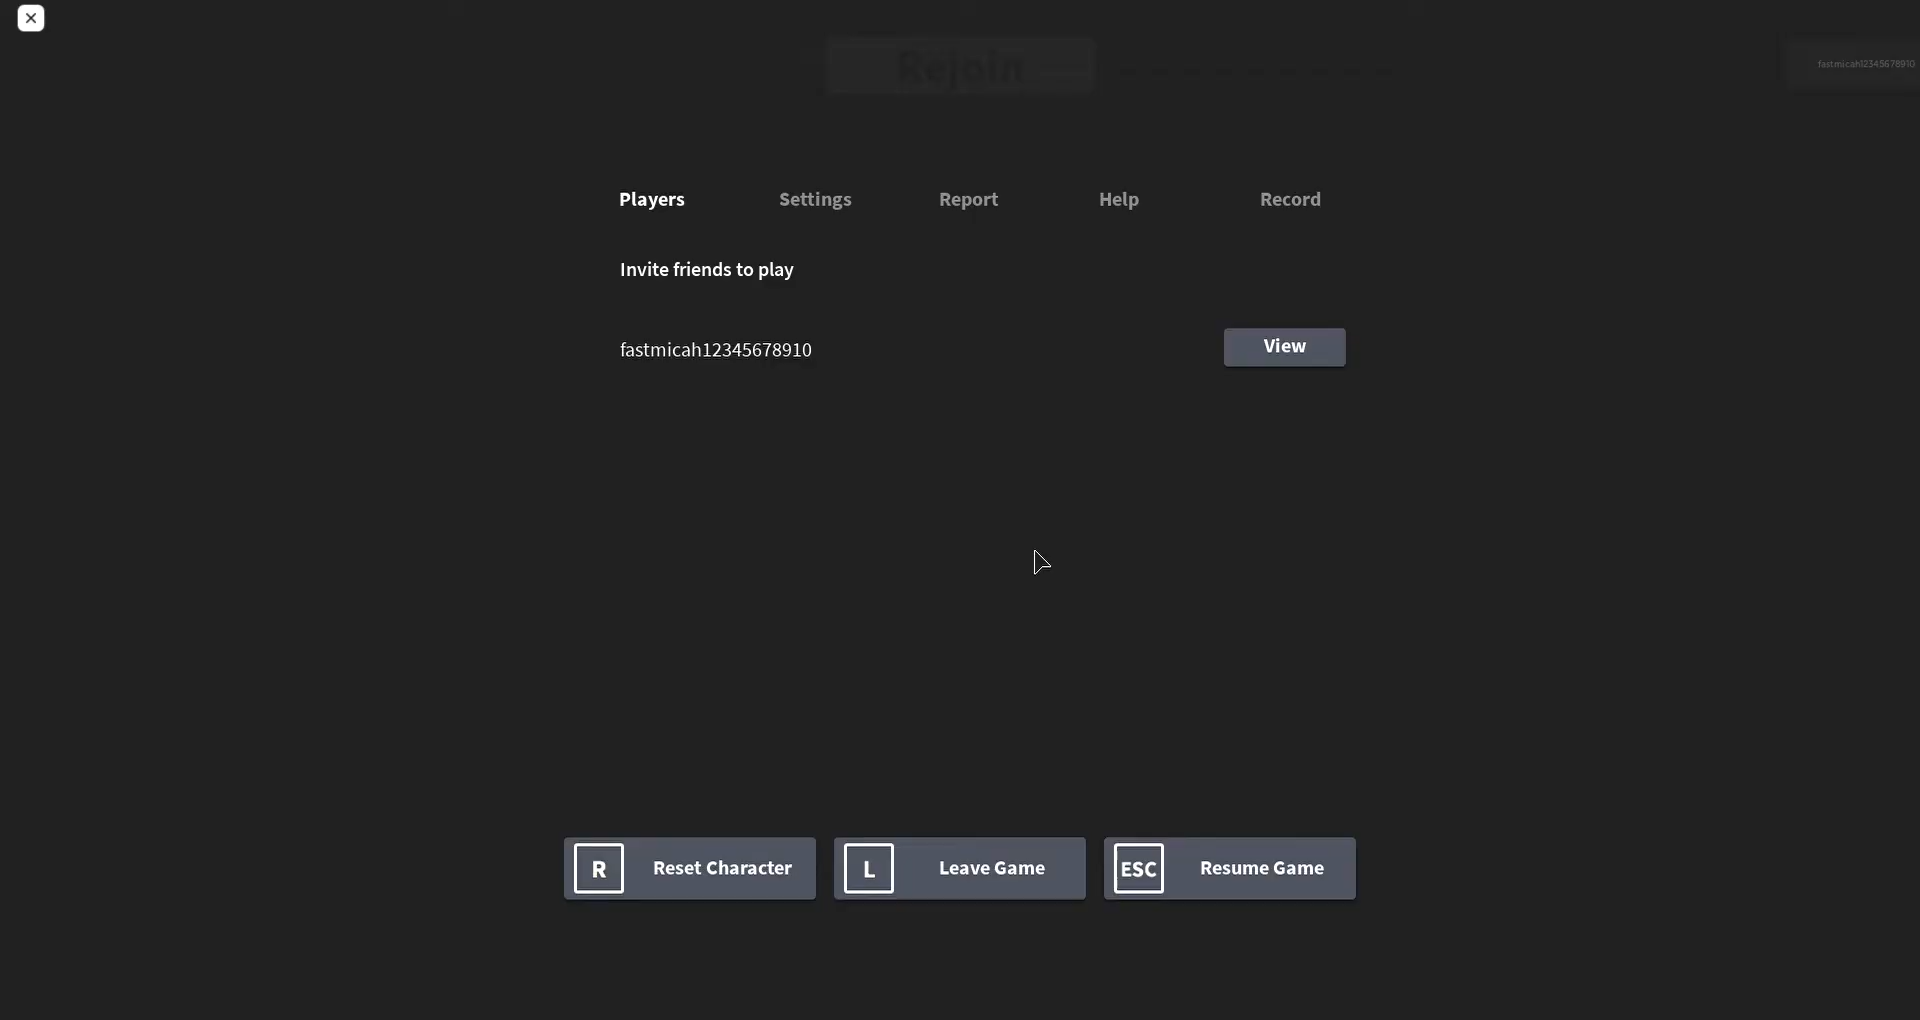 Rejoin
fastmicah12345678910
Players Settings Report Help Record
Invite friends to play
fastmicah12345678910 View
R Reset Character L Leave Game ESC Resume Game